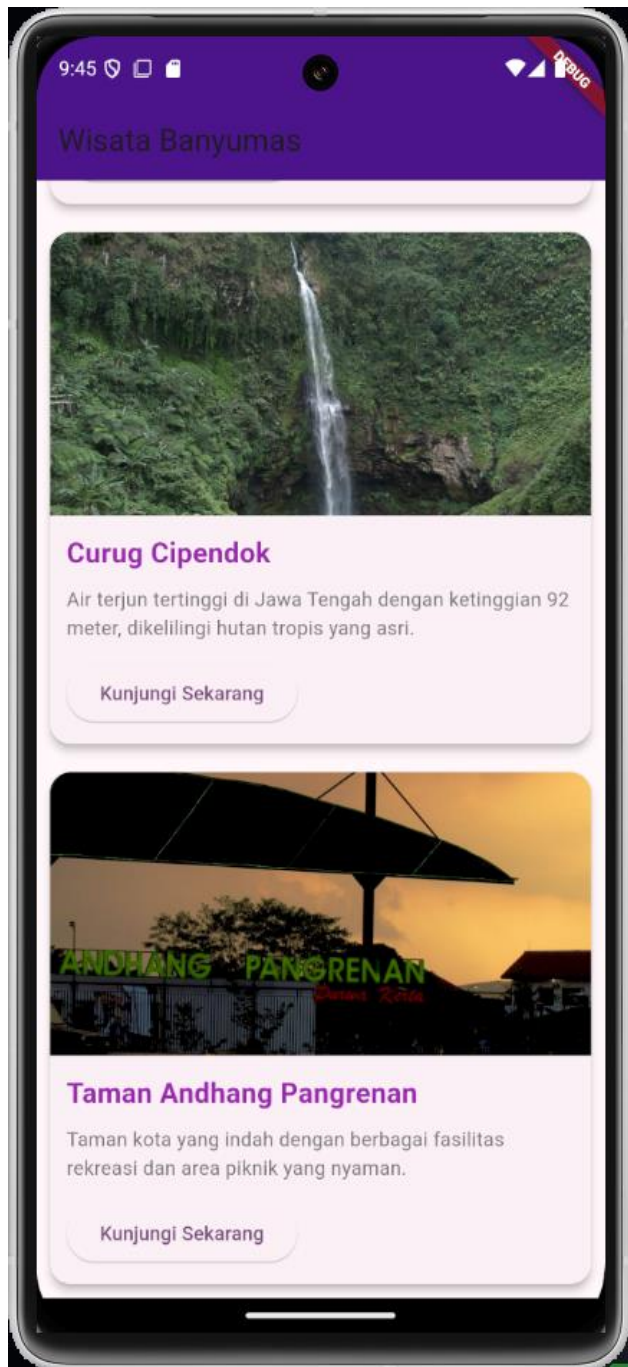 9:45
DEBUG
Wisata Banyumas
Curug Cipendok
Air terjun tertinggi di Jawa Tengah dengan ketinggian 92
meter, dikelilingi hutan tropis yang asri.
Kunjungi Sekarang
ANDHANG PANGRENAN
Purwa Kerta
Taman Andhang Pangrenan
Taman kota yang indah dengan berbagai fasilitas
rekreasi dan area piknik yang nyaman.
Kunjungi Sekarang